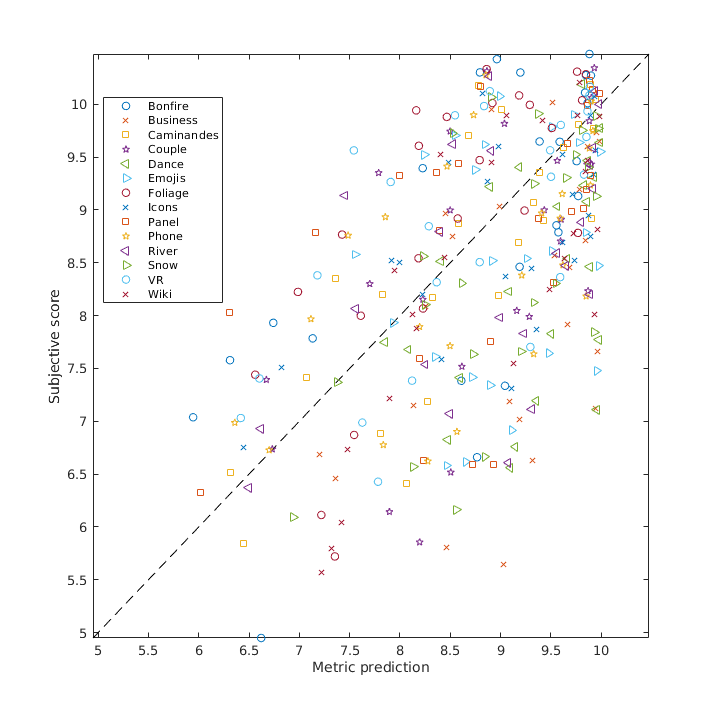 10
9.5
9
8.5
8
7.5
7
6.5
6
5.5
5
Subjective score
Bonfire
Business
Caminandes
Couple
Dance
Emojis
Foliage
Icons
Panel
Phone
River
Snow
VR
Wiki
5 5.5 6 6.5 7 7.5 8 8.5 9 9.5 10
Metric prediction